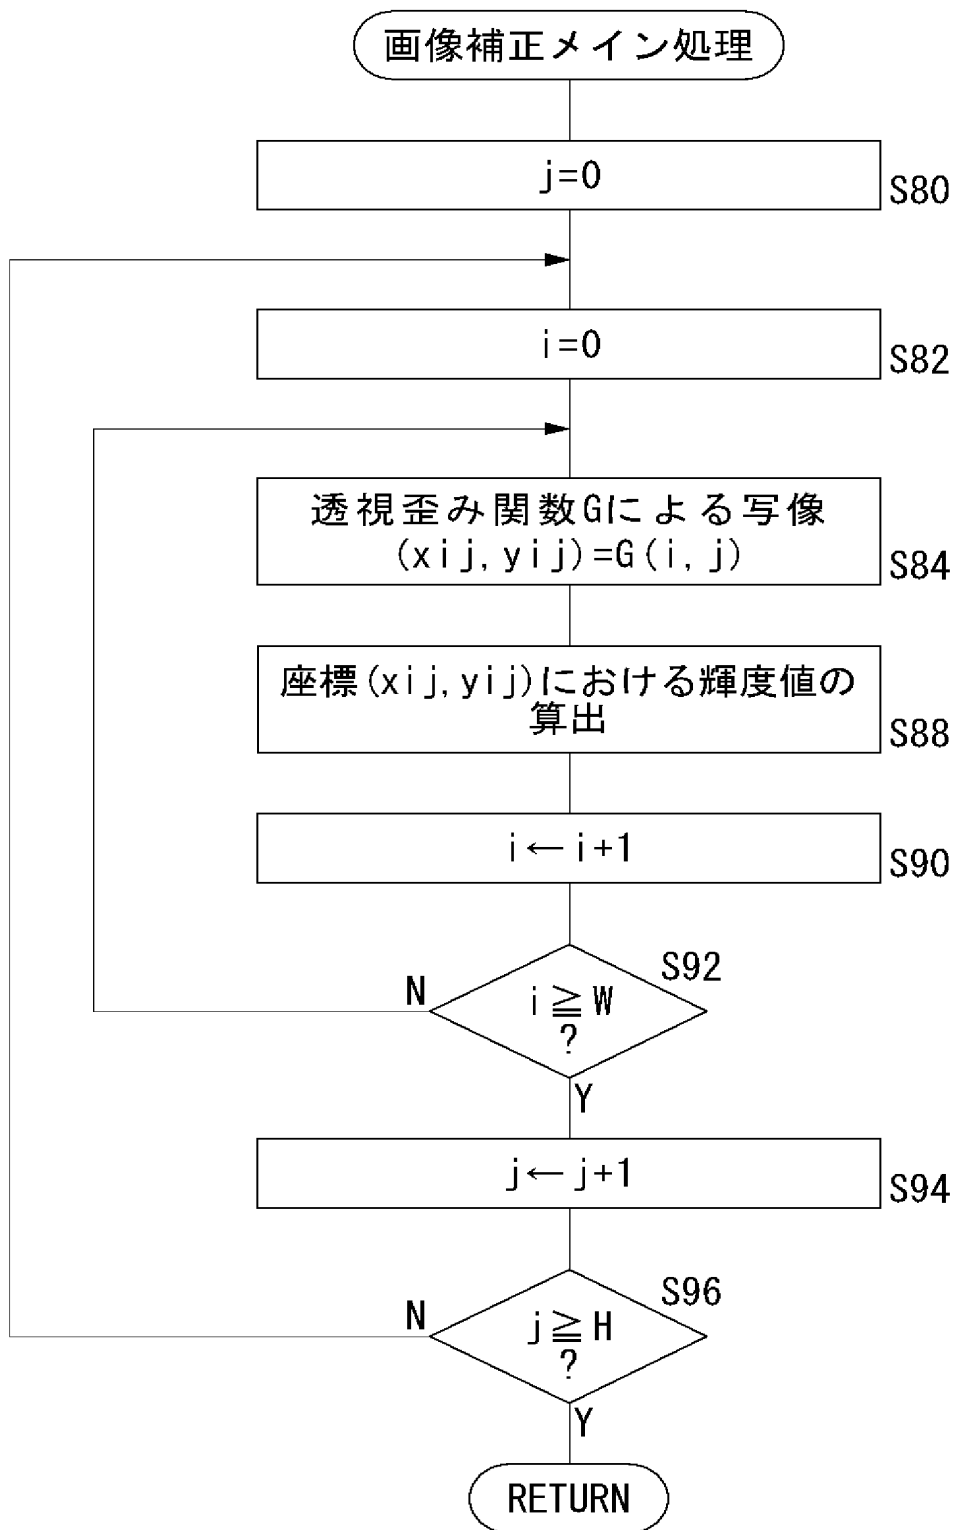 画像補正メイン処理
j=0
S80
i=0
S82
透視歪み関数Gによる写像
(xij,yij)=G(i,j)
S84
座標(xij,yij)における輝度値の
算出
S88
i←i+1
S90
S92
N
i≧W
?
Y
j←j+1
S94
S96
N
j≧H
?
Y
RETURN